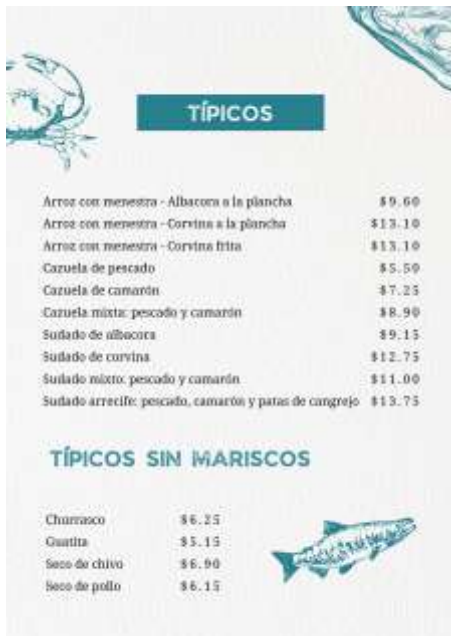 TÍPICOS
Arroz con menestra - Albacora a la plancha $9.60
Arroz con menestra - Corvina a la plancha $13.10
Arroz con menestra - Corvina frita $13.10
Cazuela de pescado $5.50
Cazuela de camarón $7.25
Cazuela mixta: pescado y camarón $8.90
Sudado de albacora $9.15
Sudado de corvina $12.75
Sudado mixto: pescado y camarón $11.00
Sudado arrecife: pescado, camarón y patas de cangrejo $13.75
TÍPICOS SIN MARISCOS
Churrasco $6.25
Guatita $5.15
Seco de chivo $6.90
Seco de pollo $6.15